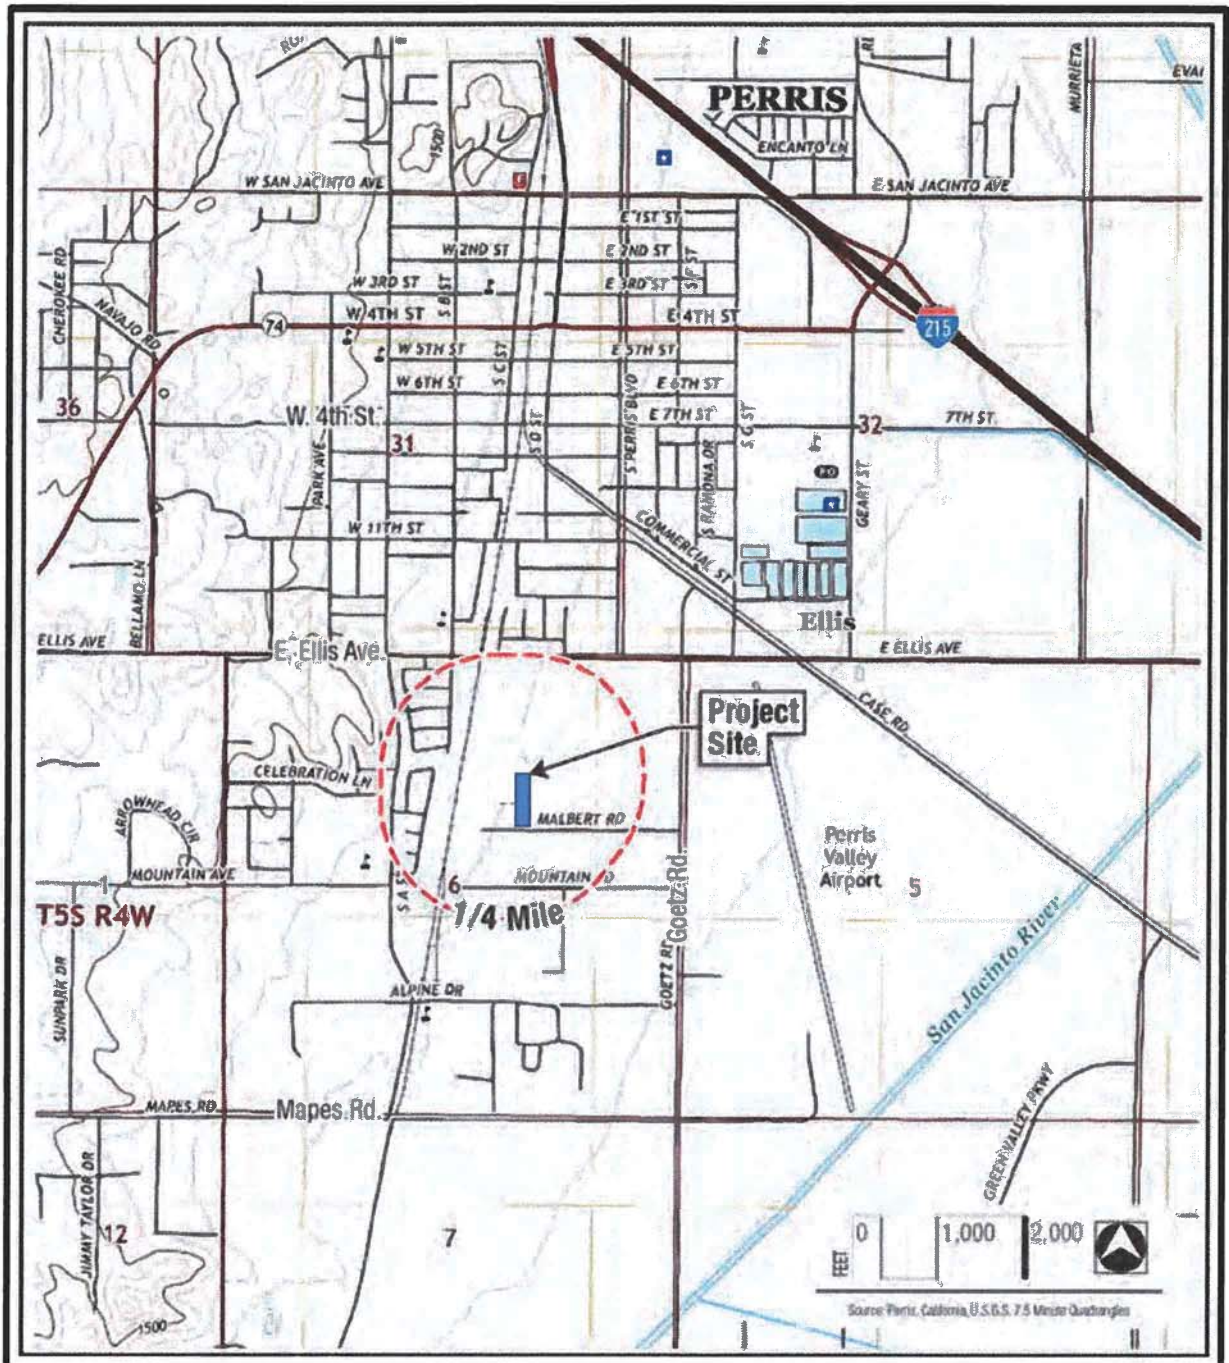 PERRIS
MURRIETA
ENCANTO LN
W SAN JACINTO AVE
E SAN JACINTO AVE
1500
E 1ST ST
W 2ND ST
E 2ND ST
S F ST
CHEROKEE RD
NAVAJO RD
W 3RD ST
S B ST
E 3RD ST
74
W 4TH ST
E 4TH ST
215
W 5TH ST
S C ST
E 5TH ST
W 6TH ST
E 6TH ST
36
W. 4th St.
S D ST
S PERRIS BLVD
E 7TH ST
S G ST
32
7TH ST.
31
PARK AVE
S RAMONA DR
GEARY ST
W 11TH ST
COMMERCIAL ST
BELLAMO LN
Ellis
ELLIS AVE
E. Ellis Ave.
E ELLIS AVE
CASE RD
Project
Site
CELEBRATION LN
ARROWHEAD CIR
MALBERT RD
Perris
Valley
Airport
5
MOUNTAIN AVE
1
6
MOUNTAIN
Goetz Rd.
1/4 Mile
T5S R4W
San Jacinto River
SUNPARK DR
ALPINE DR
GOETZ RD
GREEN VALLEY PKWY
MAPES RD
Mapes Rd.
JIMMY TAYLOR DR
12
7
1500
FEET
0
1,000
2,000
Source: Perris, California, U.S.G.S. 7.5 Minute Quadrangles